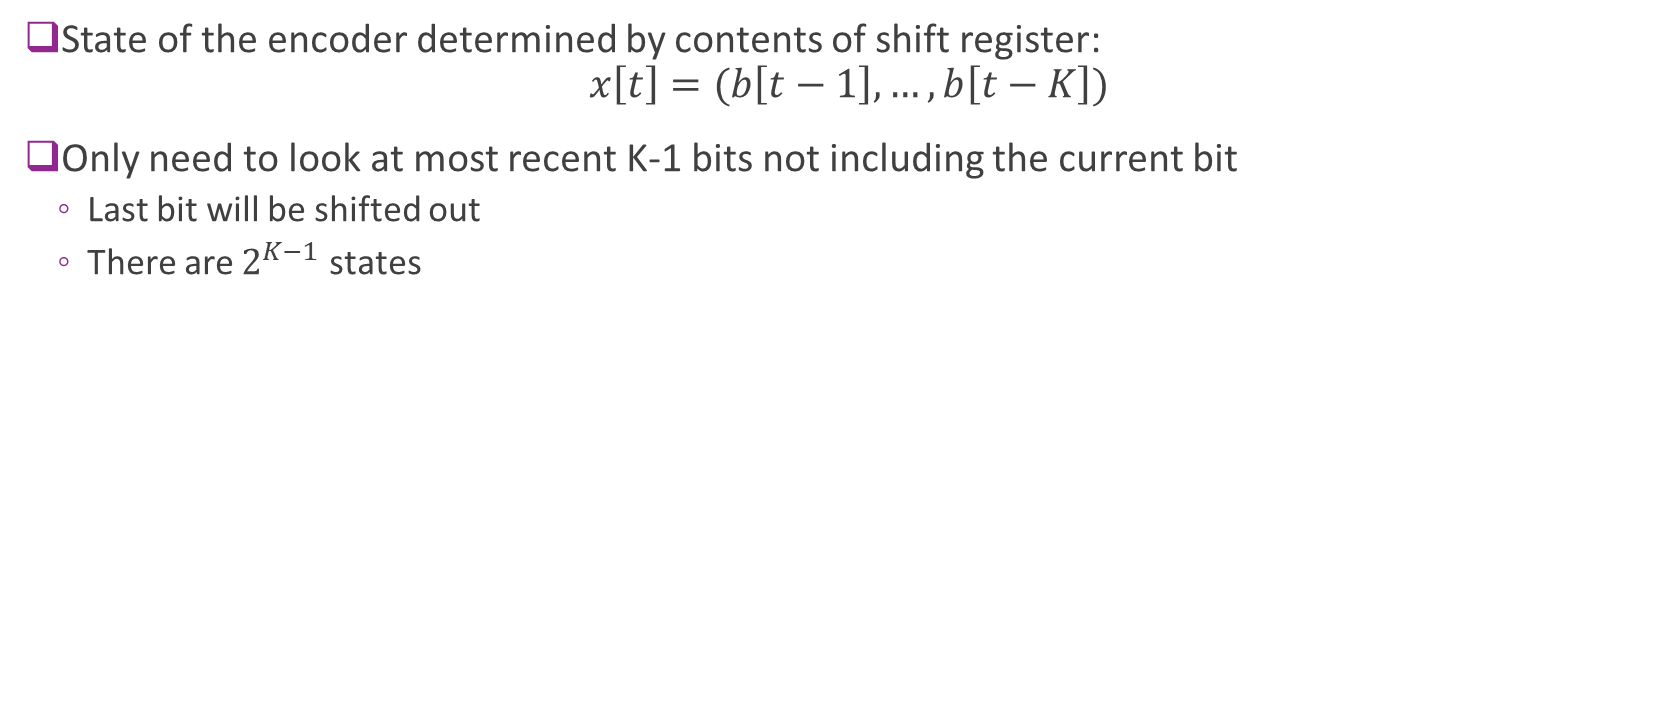 ❑State of the encoder determined by contents of shift register:
x[t] = (b[t − 1], … , b[t − K])
❑Only need to look at most recent K-1 bits not including the current bit
◦ Last bit will be shifted out
◦ There are 2^{K−1} states